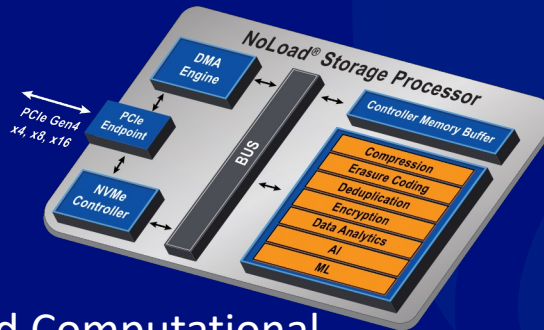 NoLoad® Storage Processor
DMA
Engine
PCIe Gen4
x4, x8, x16
PCIe
Endpoint
NVMe
Controller
BUS
Controller Memory Buffer
Compression
Erasure Coding
Deduplication
Encryption
Data Analytics
AI
ML
d Computational